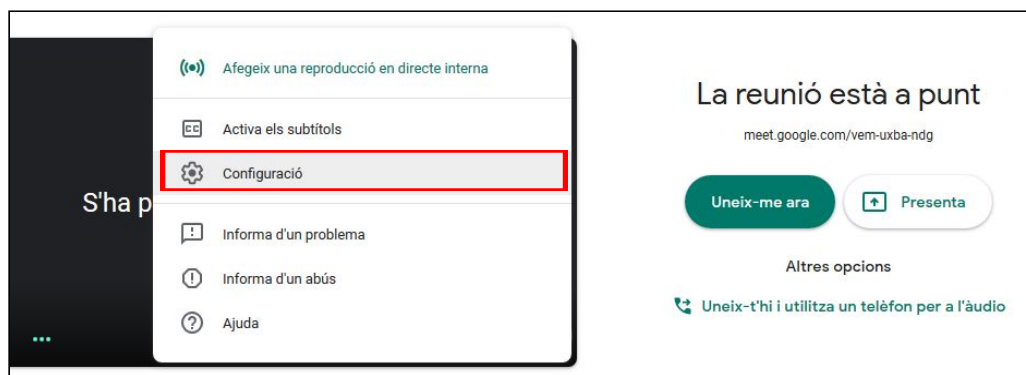 Afegeix una reproducció en directe interna
Activa els subtítols
Configuració
S'ha p
Informa d'un problema
Informa d'un abús
Ajuda
La reunió està a punt
meet.google.com/vem-uxba-ndg
Uneix-me ara
Presenta
Altres opcions
Uneix-t'hi i utilitza un telèfon per a l'àudio